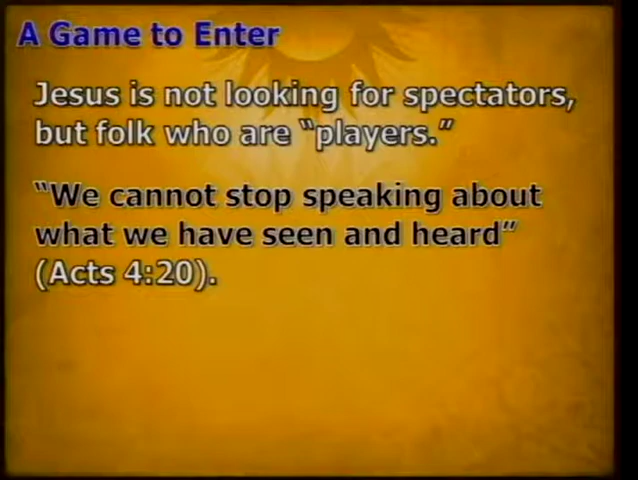 A Game to Enter
Jesus is not looking for spectators,
but folk who are “players.”
“We cannot stop speaking about
what we have seen and heard”
(Acts 4:20).